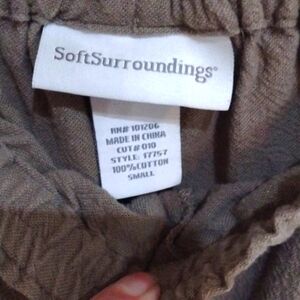 SoftSurroundings®
RN# 101206
MADE IN CHINA
CUT# 010
STYLE: 17757
100% COTTON
SMALL